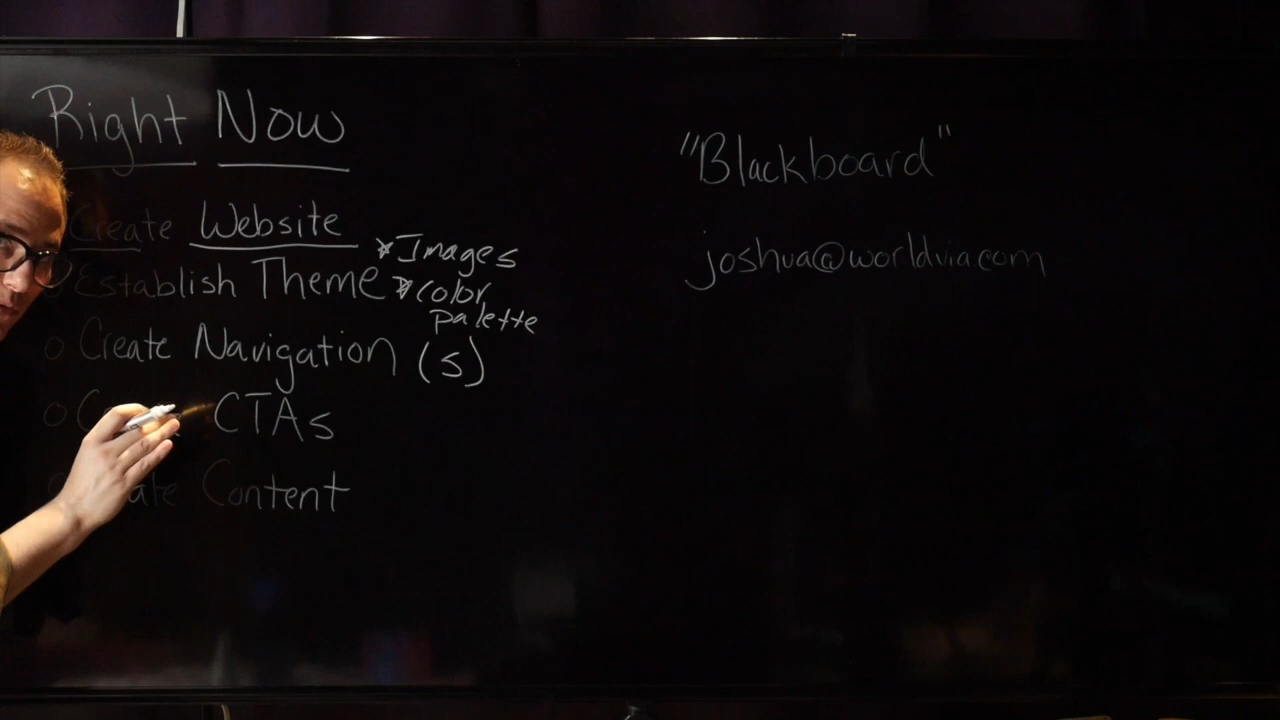 Right Now
Create Website
* Images
Establish Theme
* Color
palette
Create Navigation (s)
CTAs
Content
"Blackboard"
joshua@worldvia.com